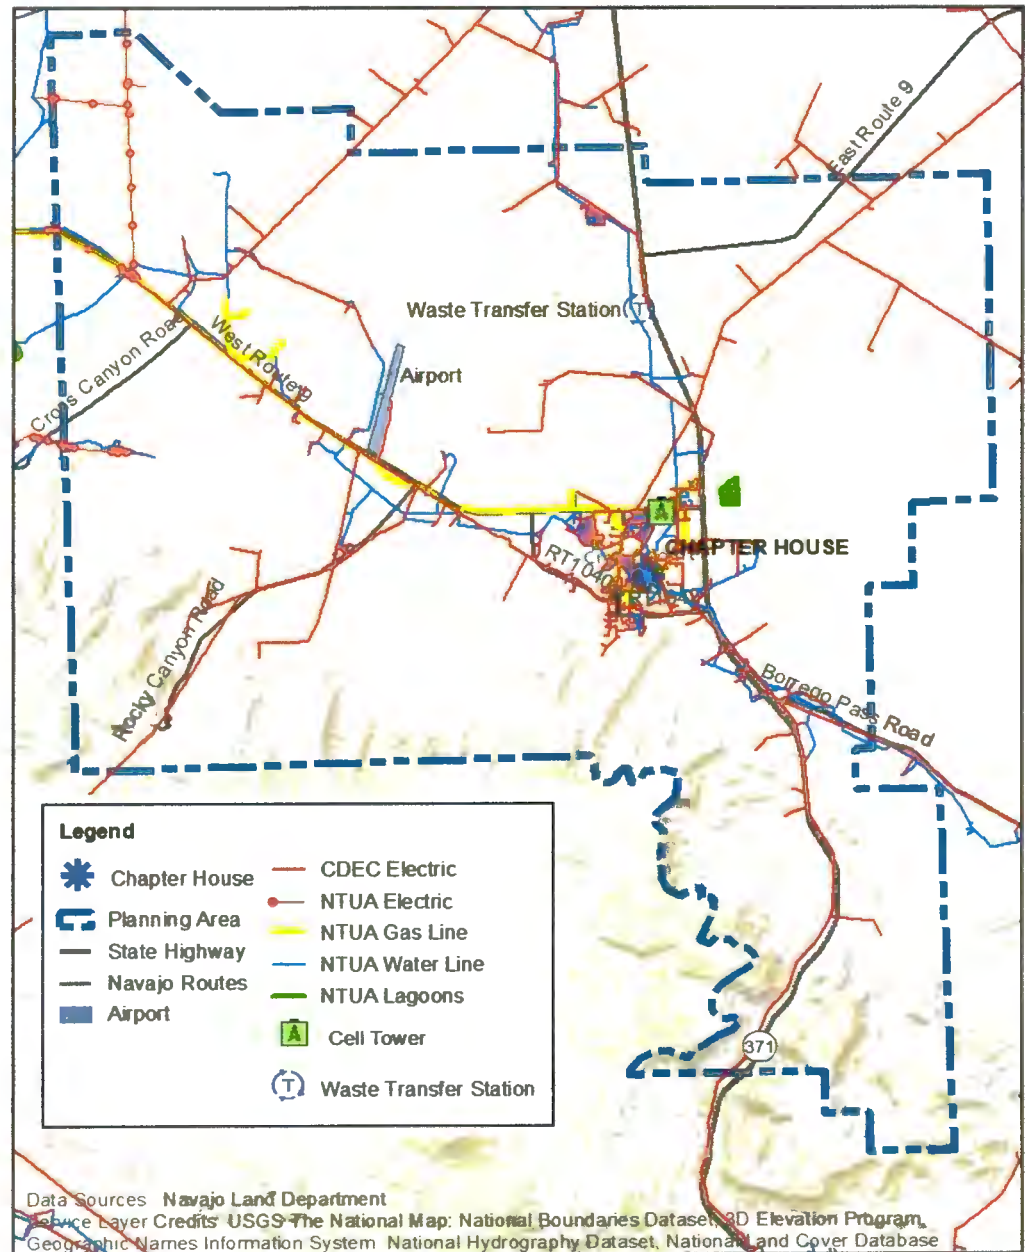 East Route 9
Waste Transfer Station
T
Cross Canyon Road
West Route 9
Airport
A
CHAPTER HOUSE
RT1040
Rocky Canyon Road
Borrego Pass Road
371
Legend
Chapter House
Planning Area
State Highway
Navajo Routes
Airport
CDEC Electric
NTUA Electric
NTUA Gas Line
NTUA Water Line
NTUA Lagoons
A
Cell Tower
T
Waste Transfer Station
Data Sources Navajo Land Department
Service Layer Credits USGS The National Map: National Boundaries Dataset, 3D Elevation Program,
Geographic Names Information System National Hydrography Dataset, National Land Cover Database